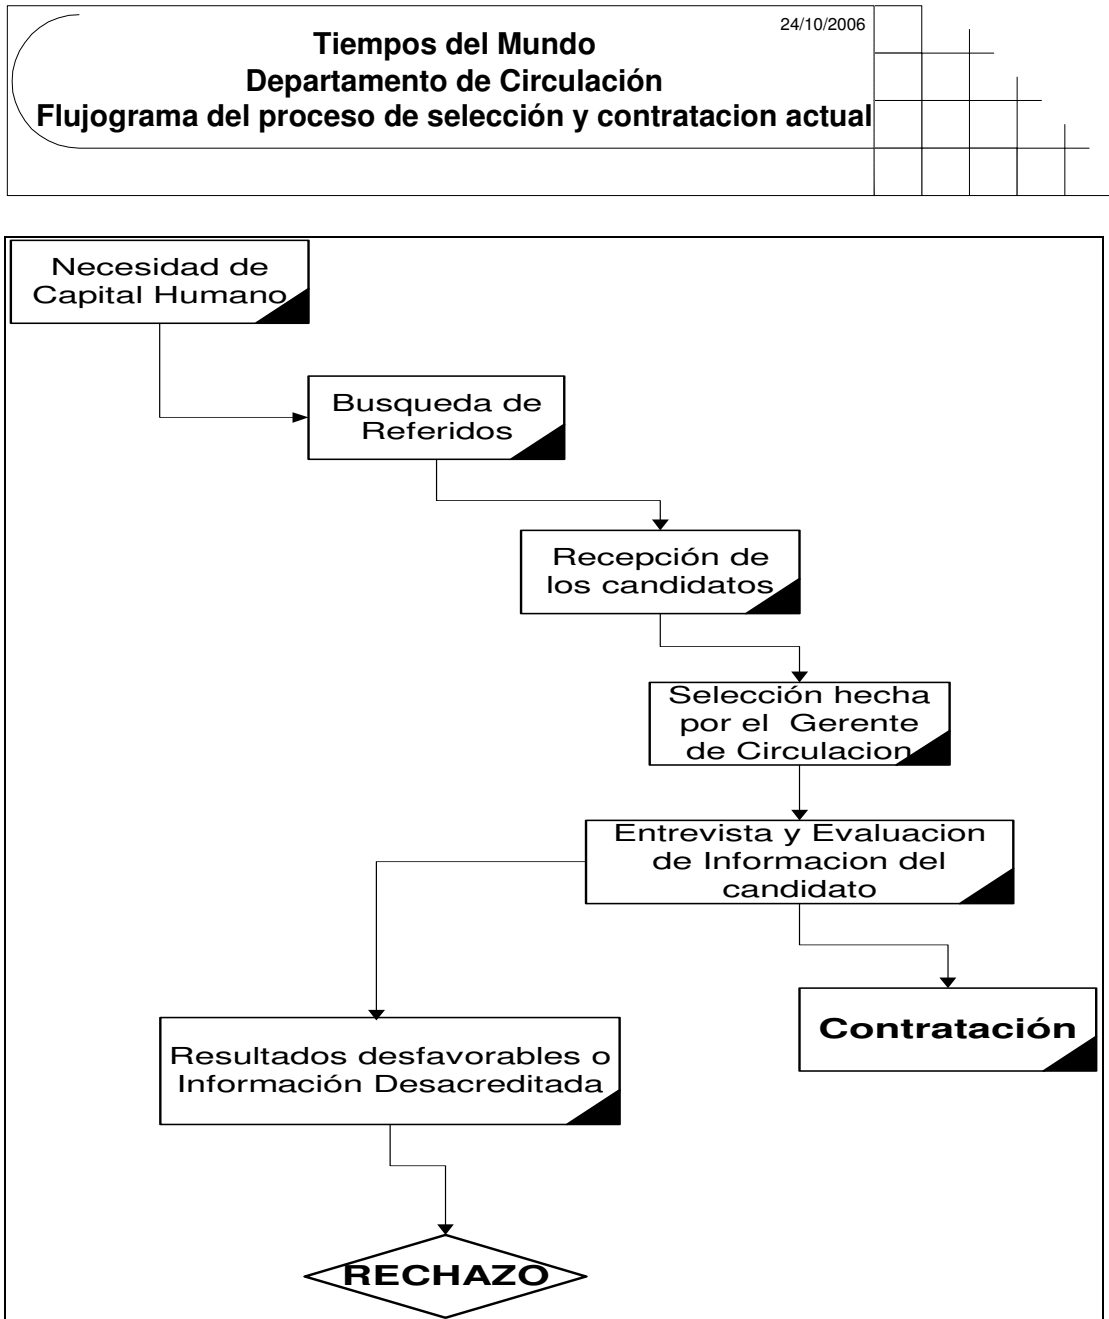 24/10/2006
Tiempos del Mundo
Departamento de Circulación
Flujograma del proceso de selección y contratacion actual
Necesidad de
Capital Humano
Busqueda de
Referidos
Recepción de
los candidatos
Selección hecha
por el Gerente
de Circulacion
Entrevista y Evaluacion
de Informacion del
candidato
Contratación
Resultados desfavorables o
Información Desacreditada
RECHAZO